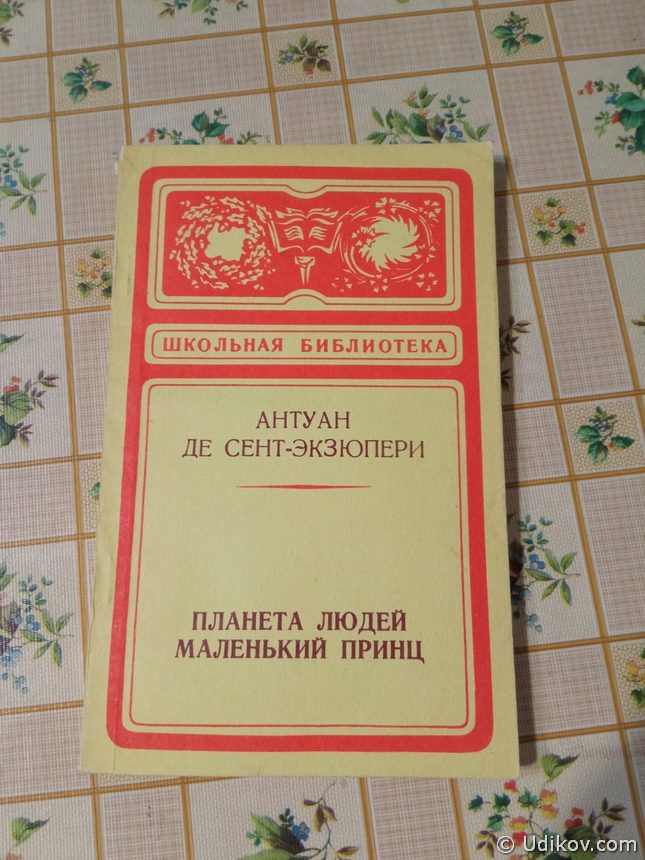 ШКОЛЬНАЯ БИБЛИОТЕКА
АНТУАН
ДЕ СЕНТ-ЭКЗЮПЕРИ
ПЛАНЕТА ЛЮДЕЙ
МАЛЕНЬКИЙ ПРИНЦ
© Udikov.com